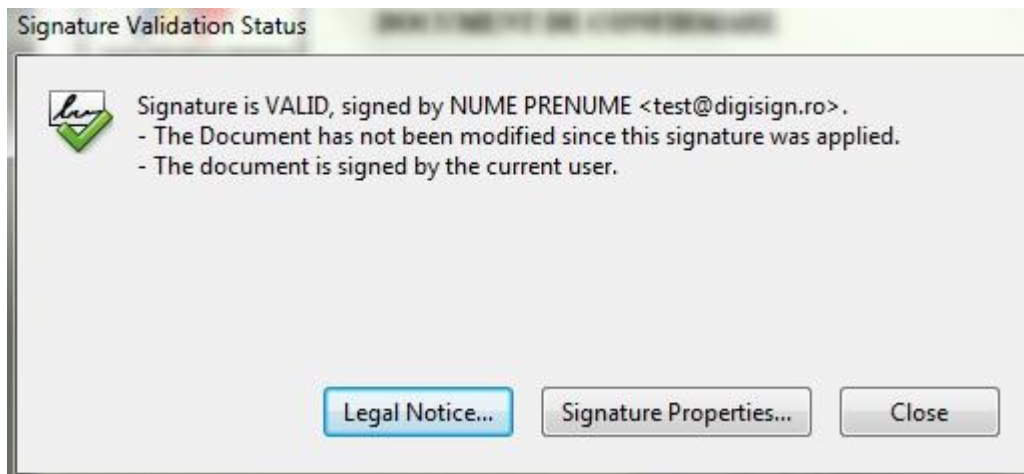 Signature Validation Status
Signature is VALID, signed by NUME PRENUME <test@digisign.ro>.
- The Document has not been modified since this signature was applied.
- The document is signed by the current user.
Legal Notice...
Signature Properties...
Close